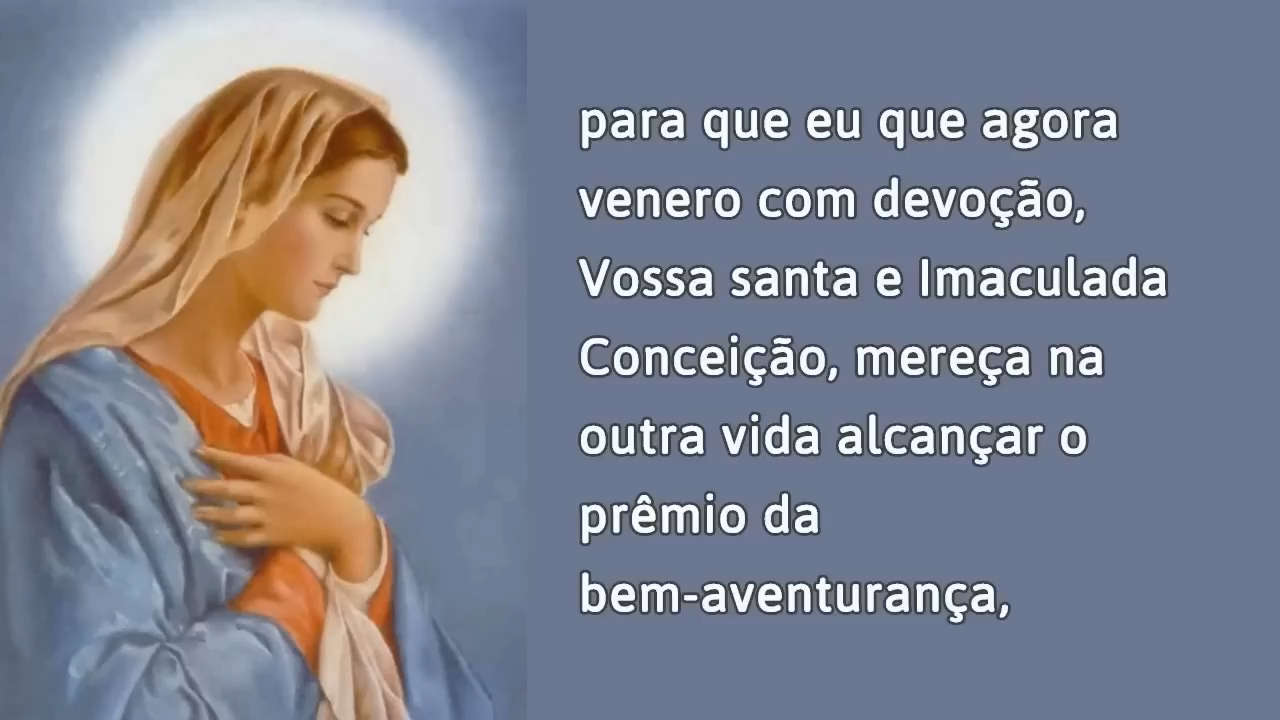 para que eu que agora
venero com devoção,
Vossa santa e Imaculada
Conceição, mereça na
outra vida alcançar o
prêmio da
bem-aventurança,